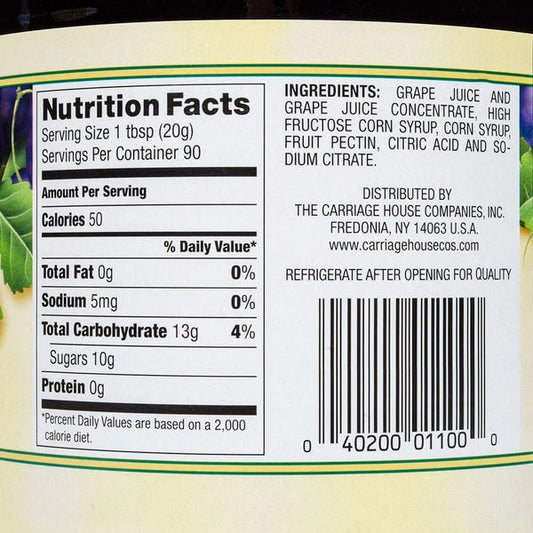 Nutrition Facts
Serving Size 1 tbsp (20g)
Servings Per Container 90
Amount Per Serving
Calories 50
% Daily Value*
Total Fat 0g 0%
Sodium 5mg 0%
Total Carbohydrate 13g 4%
Sugars 10g
Protein 0g
*Percent Daily Values are based on a 2,000
calorie diet.
INGREDIENTS: GRAPE JUICE AND
GRAPE JUICE CONCENTRATE, HIGH
FRUCTOSE CORN SYRUP, CORN SYRUP,
FRUIT PECTIN, CITRIC ACID AND SO-
DIUM CITRATE.
DISTRIBUTED BY
THE CARRIAGE HOUSE COMPANIES, INC.
FREDONIA, NY 14063 U.S.A.
www.carriagehousecos.com
REFRIGERATE AFTER OPENING FOR QUALITY
0 40200 01100 0